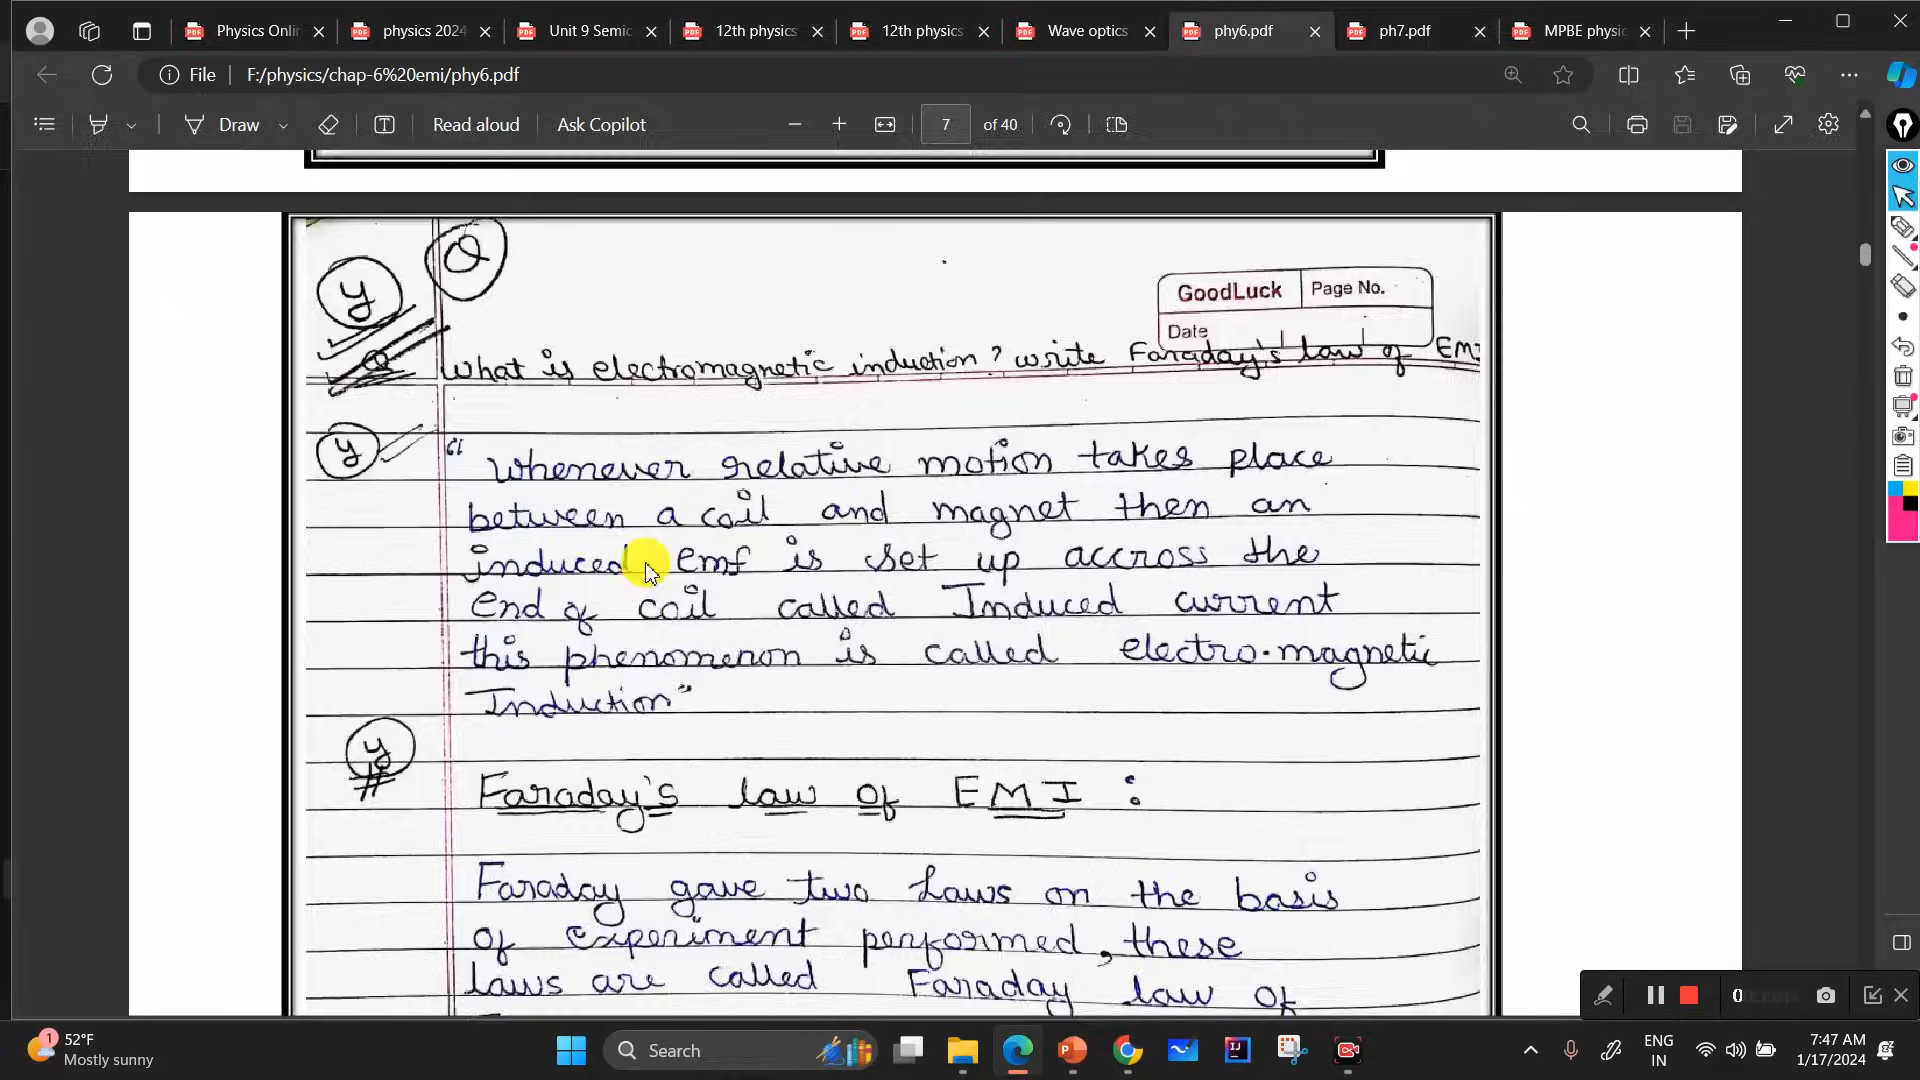 Physics Onlin
physics 2024
Unit 9 Semic
12th physics
12th physics
Wave optics
phy6.pdf
ph7.pdf
MPBE physic
File
F:/physics/chap-6%20emi/phy6.pdf
Draw
Read aloud
Ask Copilot
7
of 40
y
Q
GoodLuck
Page No.
Date
What is electromagnetic induction? write Faraday's law of EMI
y
" Whenever relative motion takes place
between a coil and magnet then an
induced emf is set up accross the
end of coil called Induced current
this phenomenon is called electro-magnetic
Induction"
y
# Faraday's law of EMI :
Faraday gave two laws on the basis
of experiment performed, these
laws are called Faraday law of
1
52°F
Mostly sunny
Search
0
ENG
IN
7:47 AM
1/17/2024